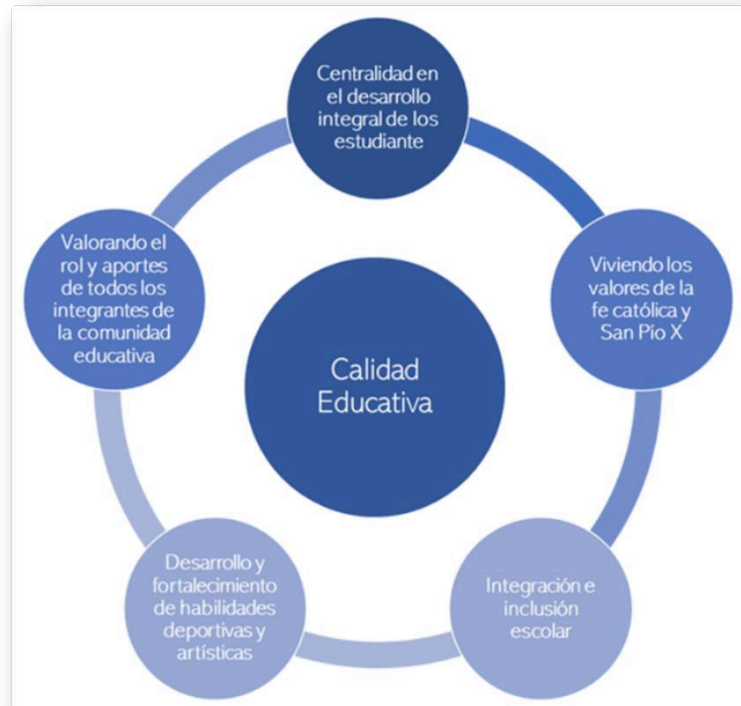 Centralidad en
el desarrollo
integral de los
estudiante
Valorando el
rol y aportes
de todos los
integrantes de
la comunidad
educativa
Viviendo los
valores de la
fe católica y
San Pío X
Calidad
Educativa
Desarrollo y
fortalecimiento
de habilidades
deportivas y
artísticas
Integración e
inclusión
escolar